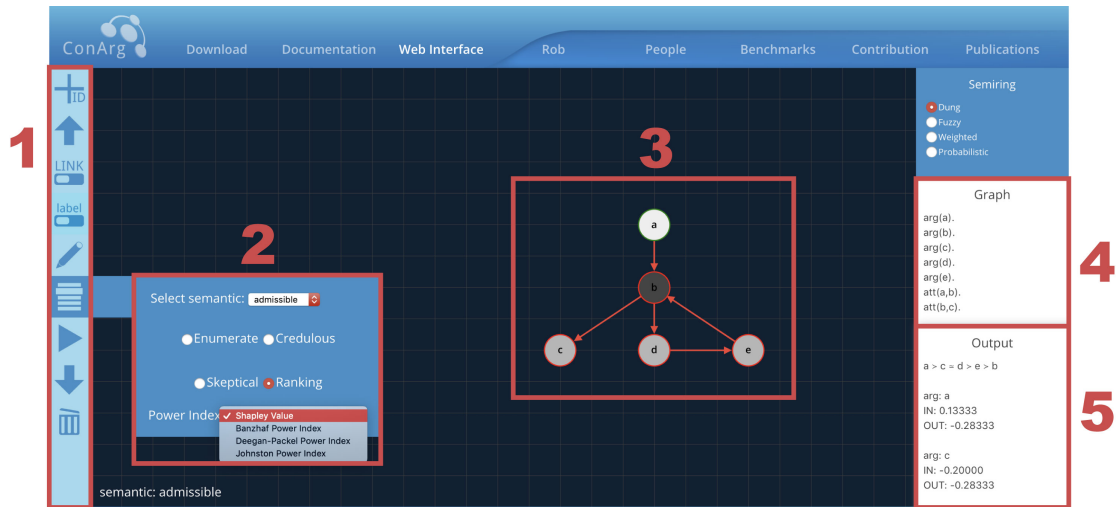 ConArg
Download Documentation Web Interface Rob People Benchmarks Contribution Publications
1
ID
LINK
label
2
Select semantic: admissible
Enumerate Credulous
Skeptical Ranking
Power Index ✓ Shapley Value
Banzhaf Power Index
Deegan-Packel Power Index
Johnston Power Index
semantic: admissible
3
a
b
c d e
Semiring
Dung
Fuzzy
Weighted
Probabilistic
4
Graph
arg(a).
arg(b).
arg(c).
arg(d).
arg(e).
att(a,b).
att(b,c).
5
Output
a > c = d > e > b
arg: a
IN: 0.13333
OUT: -0.28333
arg: c
IN: -0.20000
OUT: -0.28333